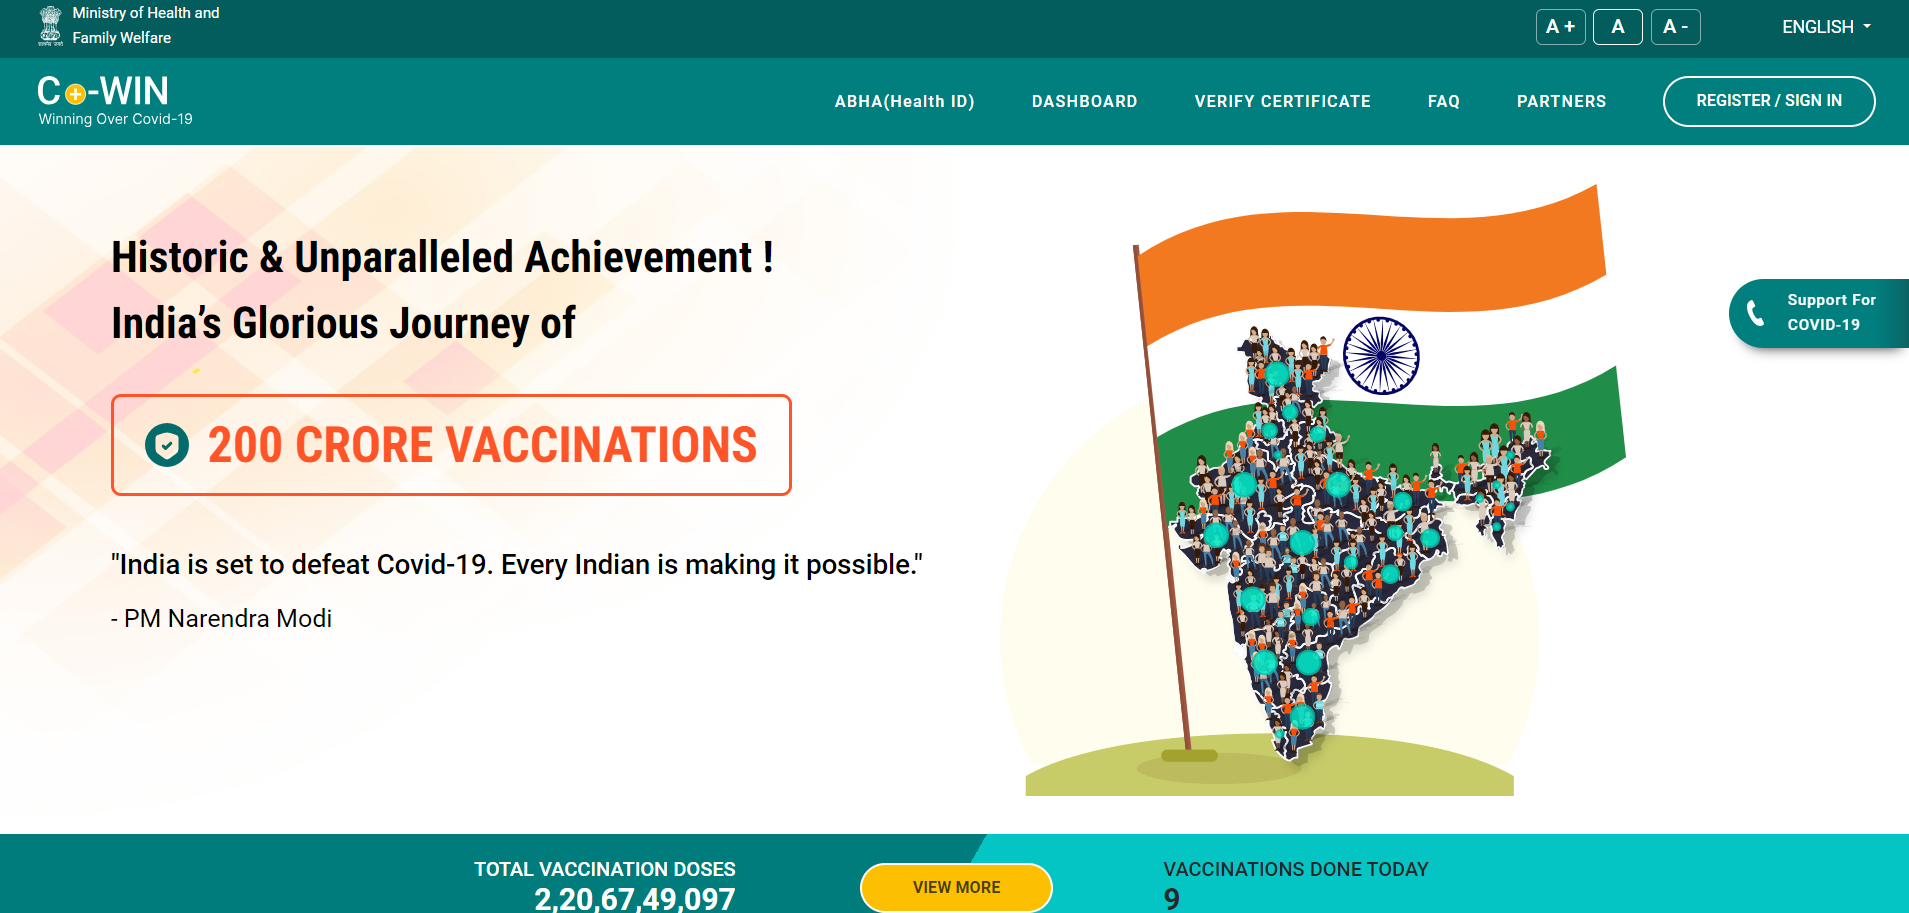 Ministry of Health and
Family Welfare
A +
A
A -
ENGLISH
Co-WIN
Winning Over Covid-19
ABHA(Health ID)
DASHBOARD
VERIFY CERTIFICATE
FAQ
PARTNERS
REGISTER / SIGN IN
Historic & Unparalleled Achievement !
India’s Glorious Journey of
200 CRORE VACCINATIONS
"India is set to defeat Covid-19. Every Indian is making it possible."
- PM Narendra Modi
Support For
COVID-19
TOTAL VACCINATION DOSES
2,20,67,49,097
VIEW MORE
VACCINATIONS DONE TODAY
9